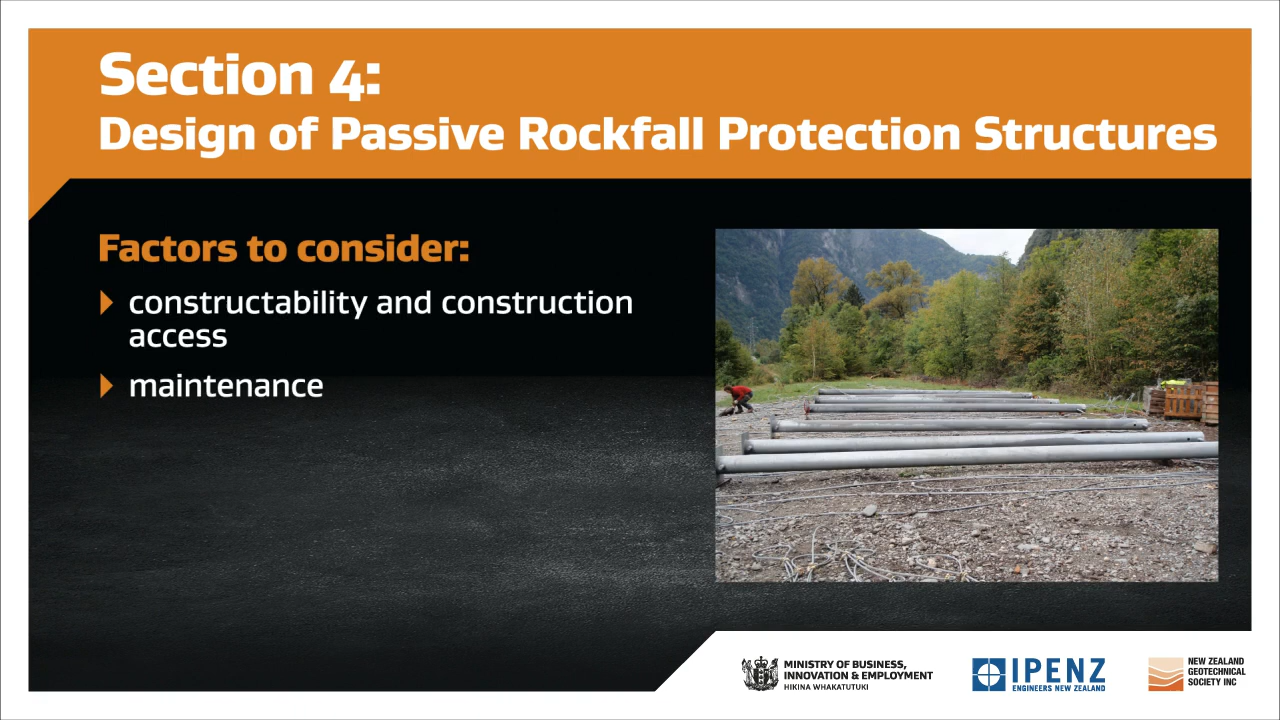 Section 4:
Design of Passive Rockfall Protection Structures
Factors to consider:
constructability and construction
access
maintenance
MINISTRY OF BUSINESS,
INNOVATION & EMPLOYMENT
HIKINA WHAKATUTUKI
IPENZ
ENGINEERS NEW ZEALAND
NEW ZEALAND
GEOTECHNICAL
SOCIETY INC